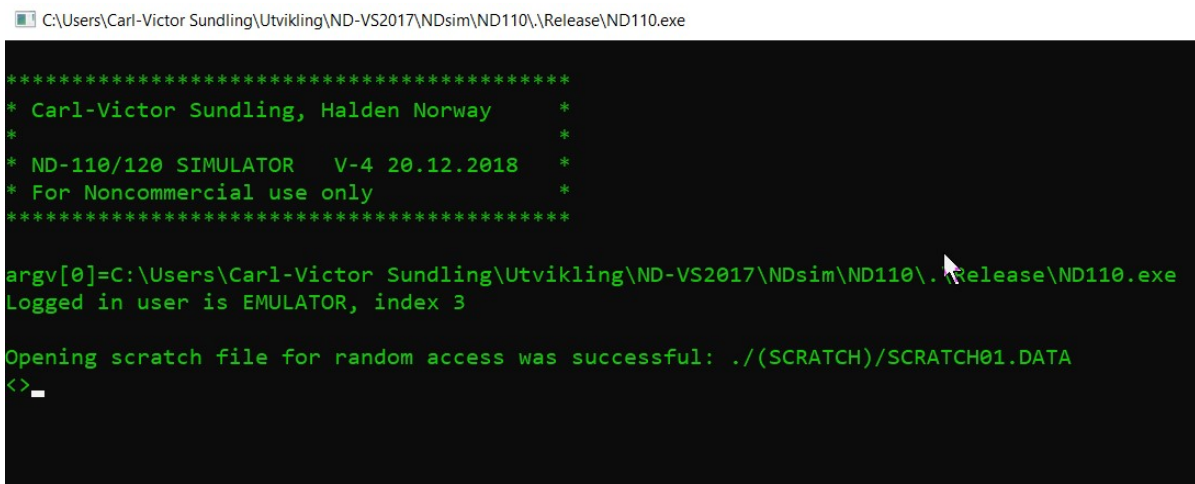 C:\Users\Carl-Victor Sundling\Utvikling\ND-VS2017\NDsim\ND110\.\Release\ND110.exe
*******************************************
* Carl-Victor Sundling, Halden Norway     *
*                                         *
* ND-110/120 SIMULATOR   V-4 20.12.2018   *
* For Noncommercial use only              *
*******************************************
argv[0]=C:\Users\Carl-Victor Sundling\Utvikling\ND-VS2017\NDsim\ND110\.\Release\ND110.exe
Logged in user is EMULATOR, index 3
Opening scratch file for random access was successful: ./(SCRATCH)/SCRATCH01.DATA
<>_